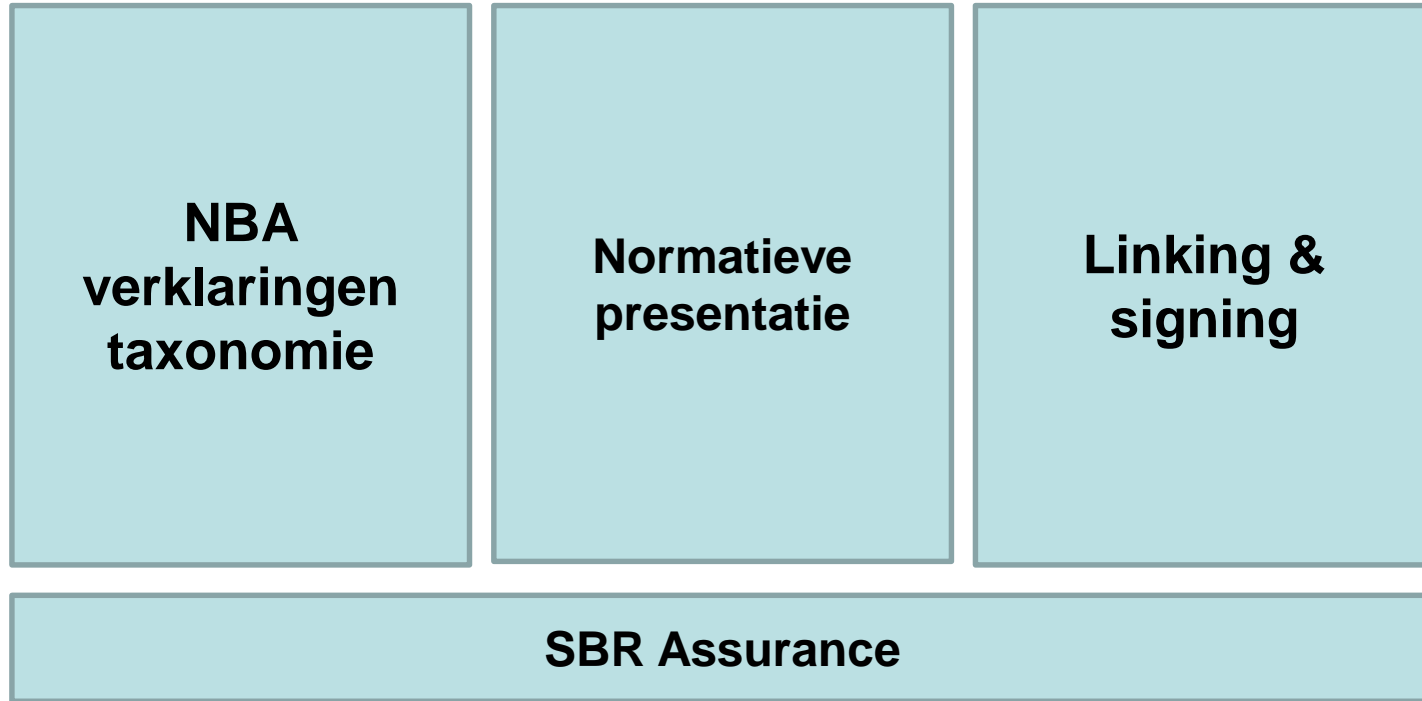 NBA
verklaringen
taxonomie
Normatieve
presentatie
Linking &
signing
SBR Assurance